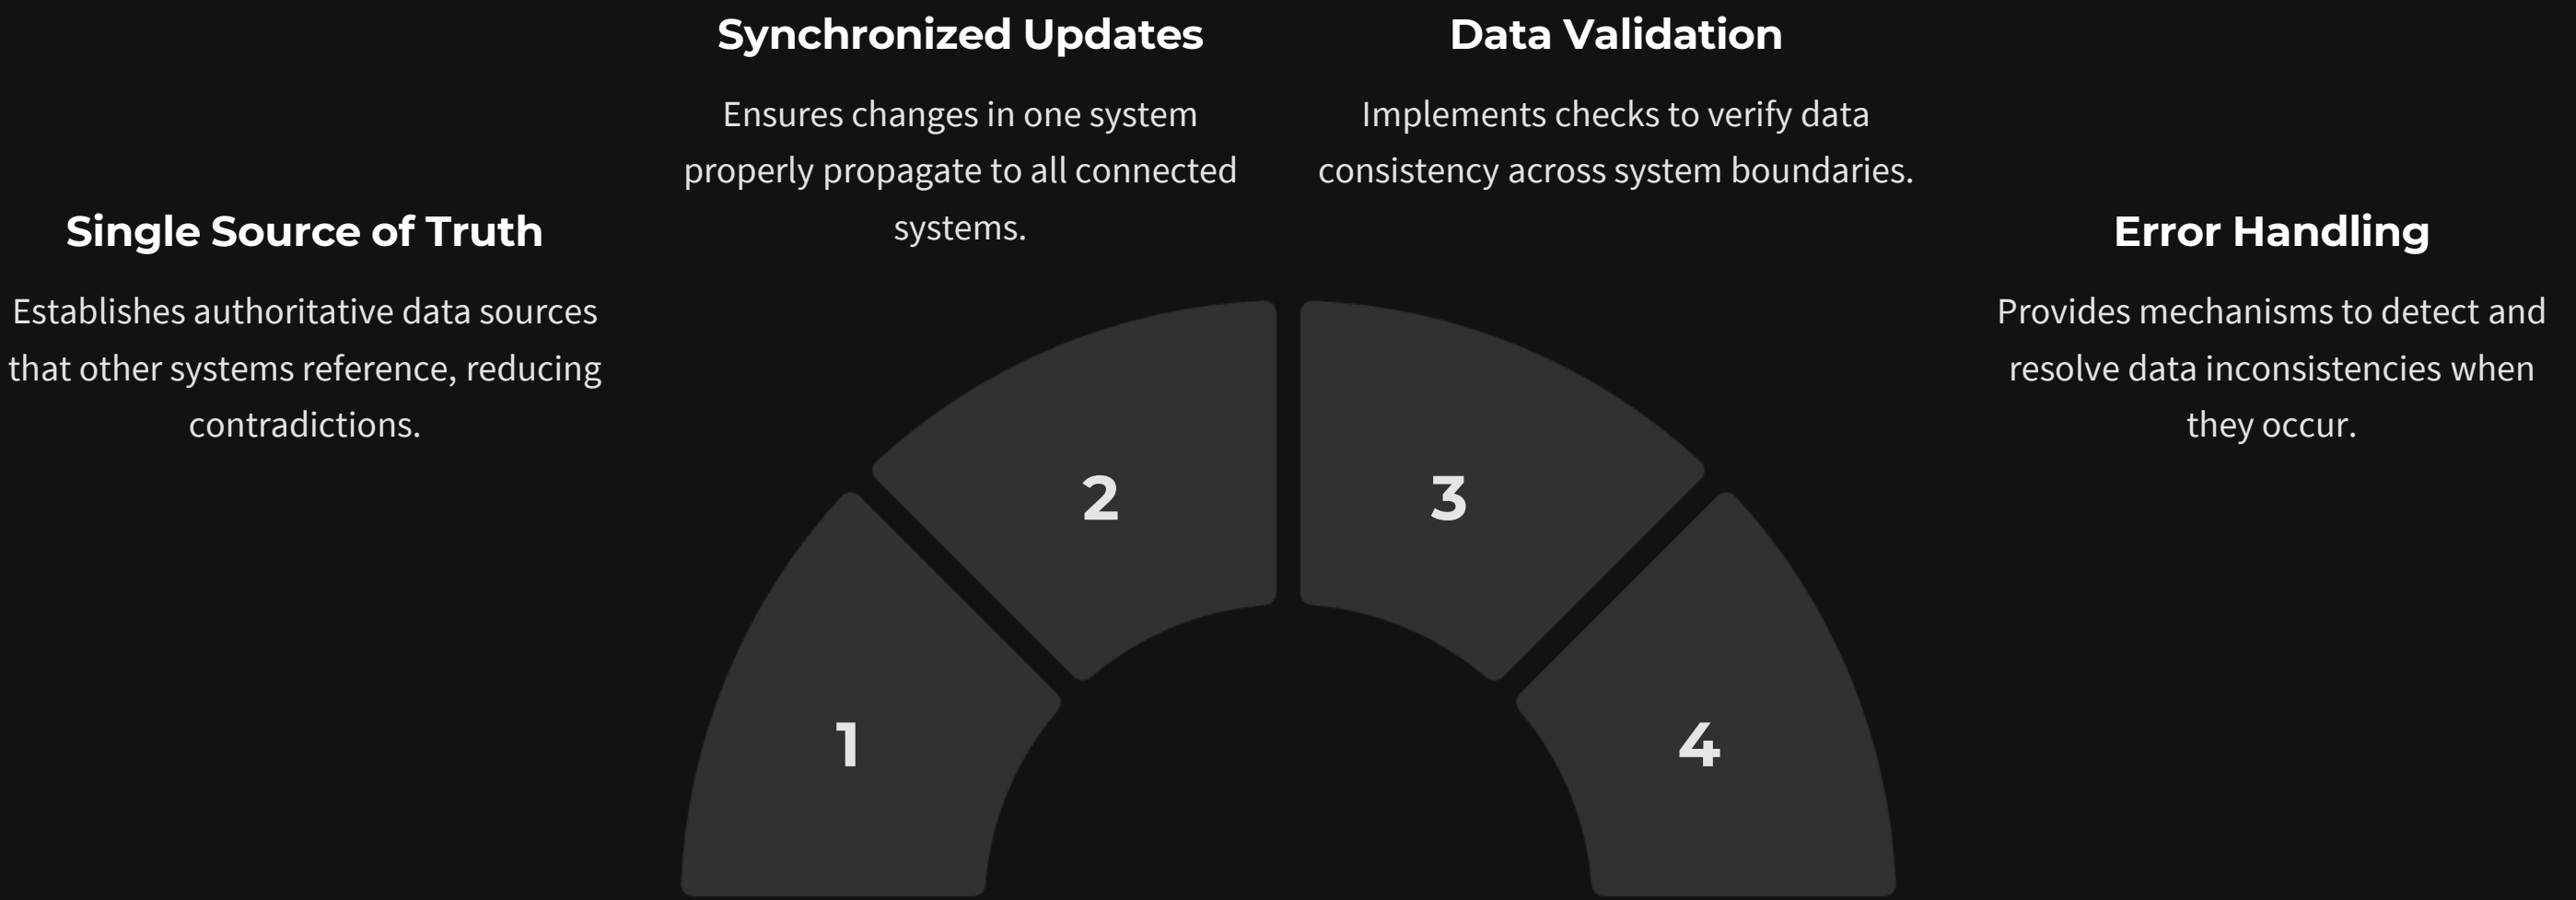 Single Source of Truth
Establishes authoritative data sources
that other systems reference, reducing
contradictions.
Synchronized Updates
Ensures changes in one system
properly propagate to all connected
systems.
Data Validation
Implements checks to verify data
consistency across system boundaries.
Error Handling
Provides mechanisms to detect and
resolve data inconsistencies when
they occur.
1
2
3
4